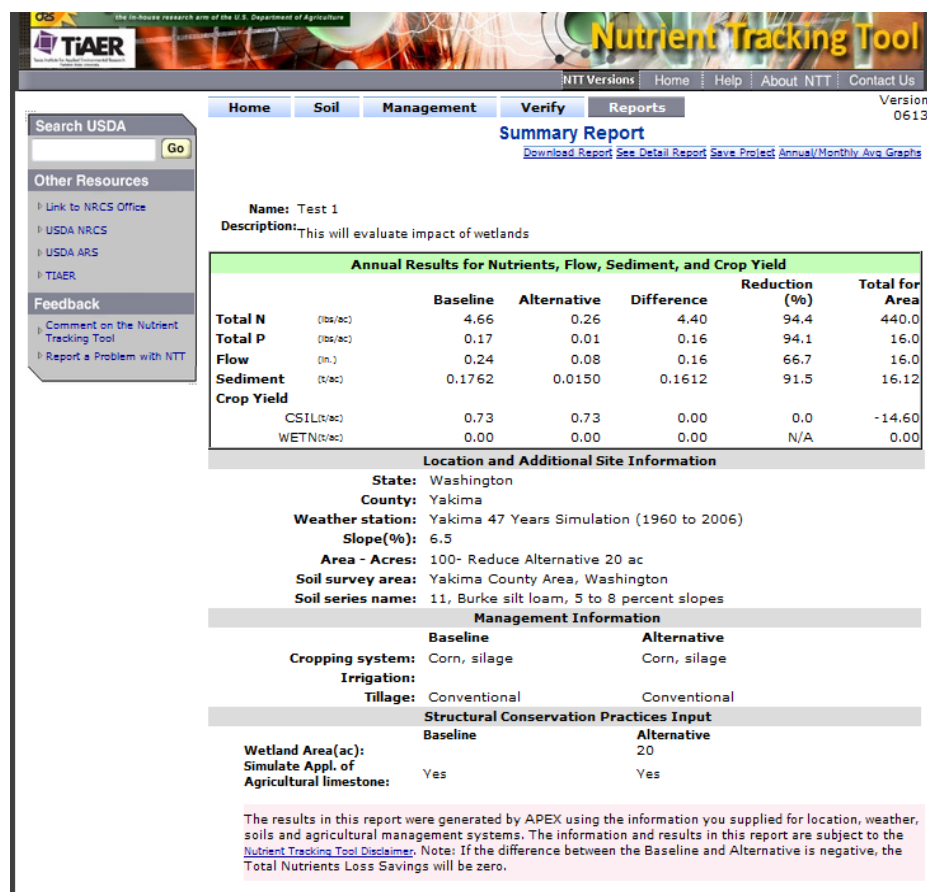 the in-house research arm of the U.S. Department of Agriculture
TiAER
Nutrient Tracking Tool
NTT Versions Home Help About NTT Contact Us
Home Soil Management Verify Reports
Version
0613
Search USDA
Go
Summary Report
Download Report See Detail Report Save Project Annual/Monthly Avg Graphs
Other Resources
Link to NRCS Office
USDA NRCS
USDA ARS
TIAER
Feedback
Comment on the Nutrient
Tracking Tool
Report a Problem with NTT
Name: Test 1
Description: This will evaluate impact of wetlands
Annual Results for Nutrients, Flow, Sediment, and Crop Yield
Baseline Alternative Difference Reduction (%) Total for Area
Total N (lbs/ac) 4.66 0.26 4.40 94.4 440.0
Total P (lbs/ac) 0.17 0.01 0.16 94.1 16.0
Flow (in.) 0.24 0.08 0.16 66.7 16.0
Sediment (t/ac) 0.1762 0.0150 0.1612 91.5 16.12
Crop Yield
CSIL(t/ac) 0.73 0.73 0.00 0.0 -14.60
WETN(t/ac) 0.00 0.00 0.00 N/A 0.00
Location and Additional Site Information
State: Washington
County: Yakima
Weather station: Yakima 47 Years Simulation (1960 to 2006)
Slope(%): 6.5
Area - Acres: 100- Reduce Alternative 20 ac
Soil survey area: Yakima County Area, Washington
Soil series name: 11, Burke silt loam, 5 to 8 percent slopes
Management Information
Baseline Alternative
Cropping system: Corn, silage Corn, silage
Irrigation:
Tillage: Conventional Conventional
Structural Conservation Practices Input
Baseline Alternative
Wetland Area(ac): 20
Simulate Appl. of
Agricultural limestone: Yes Yes
The results in this report were generated by APEX using the information you supplied for location, weather,
soils and agricultural management systems. The information and results in this report are subject to the
Nutrient Tracking Tool Disclaimer. Note: If the difference between the Baseline and Alternative is negative, the
Total Nutrients Loss Savings will be zero.